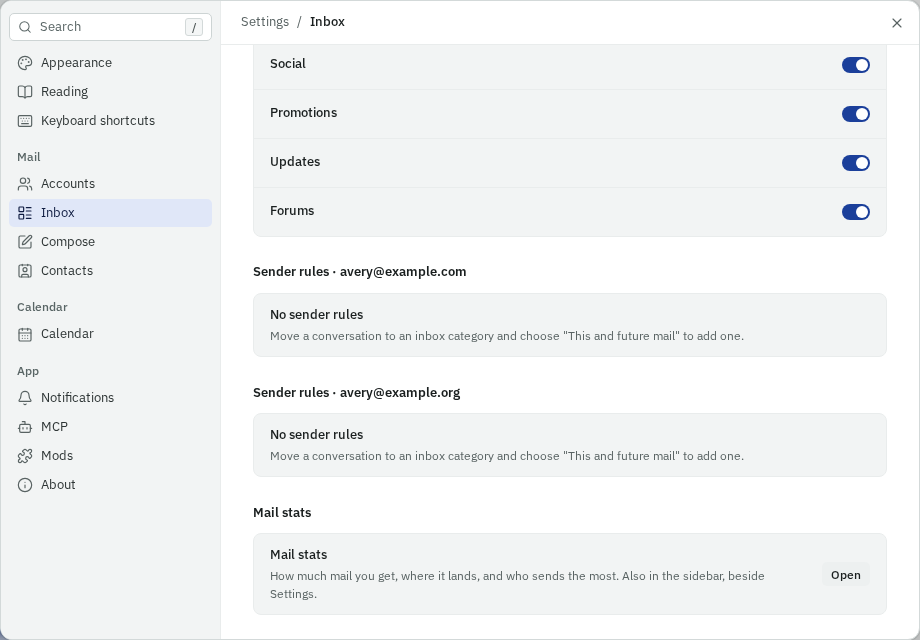 Search
/
Appearance
Reading
Keyboard shortcuts
Mail
Accounts
Inbox
Compose
Contacts
Calendar
Calendar
App
Notifications
MCP
Mods
About
Settings / Inbox
Social
Promotions
Updates
Forums
Sender rules · avery@example.com
No sender rules
Move a conversation to an inbox category and choose "This and future mail" to add one.
Sender rules · avery@example.org
No sender rules
Move a conversation to an inbox category and choose "This and future mail" to add one.
Mail stats
Mail stats
How much mail you get, where it lands, and who sends the most. Also in the sidebar, beside
Settings.
Open